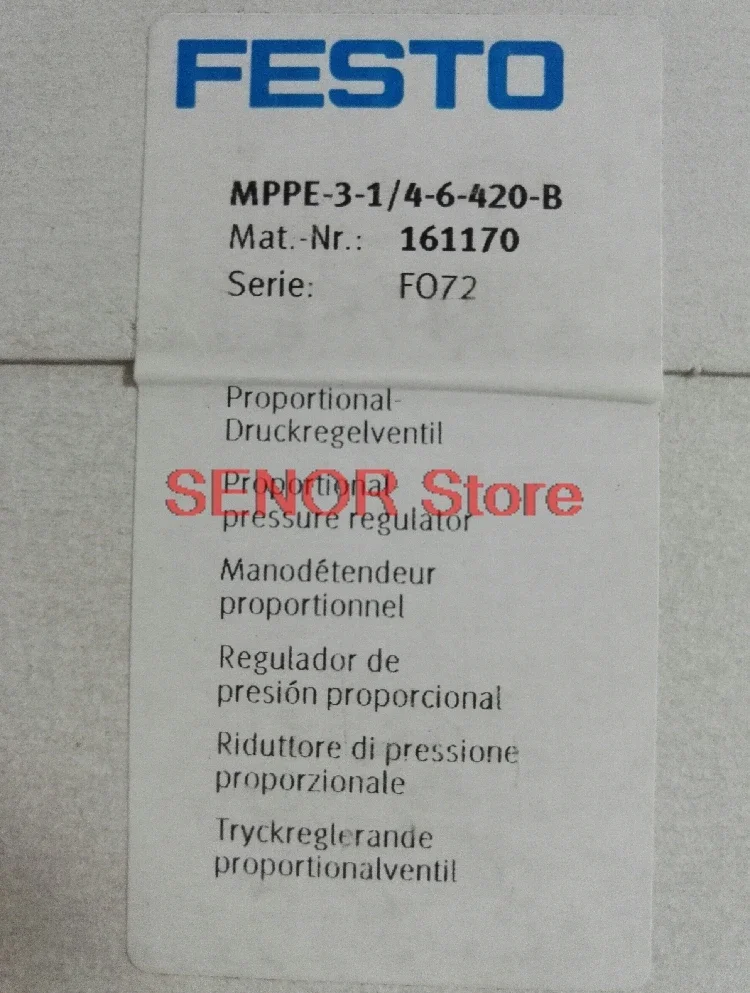 FESTO
MPPE-3-1/4-6-420-B
Mat.-Nr.: 161170
Serie: FO72
Proportional-
Druckregelventil
Proportional
pressure regulator
SENOR Store
Manodétendeur
proportionnel
Regulador de
presión proporcional
Riduttore di pressione
proporzionale
Tryckreglerande
proportionalventil